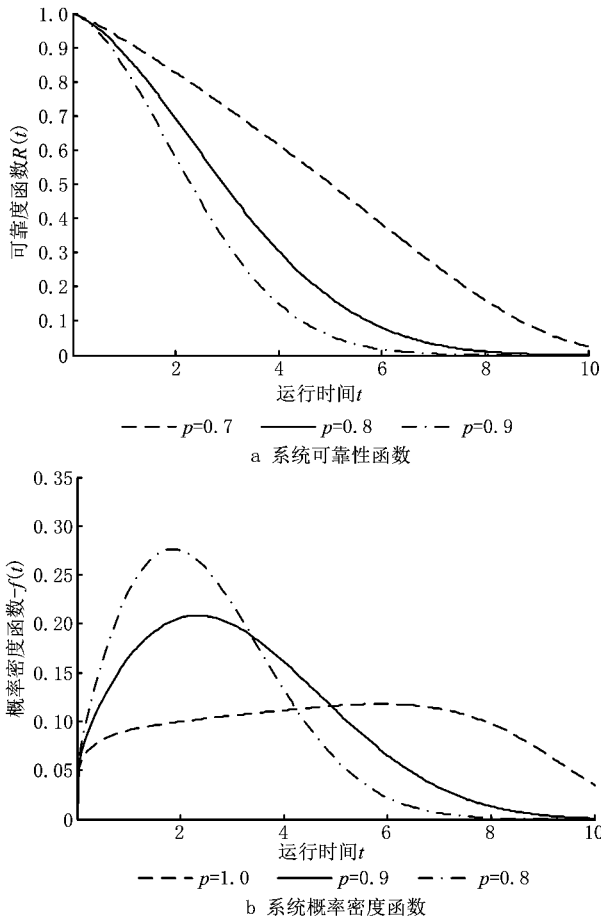 可靠度函数R(t)
1.0
0.9
0.8
0.7
0.6
0.5
0.4
0.3
0.2
0.1
0
2
4
6
8
10
运行时间t
p=0.7
p=0.8
p=0.9
a 系统可靠性函数
概率密度函数-f(t)
0.35
0.30
0.25
0.20
0.15
0.10
0.05
0
2
4
6
8
10
运行时间t
p=1.0
p=0.9
p=0.8
b 系统概率密度函数